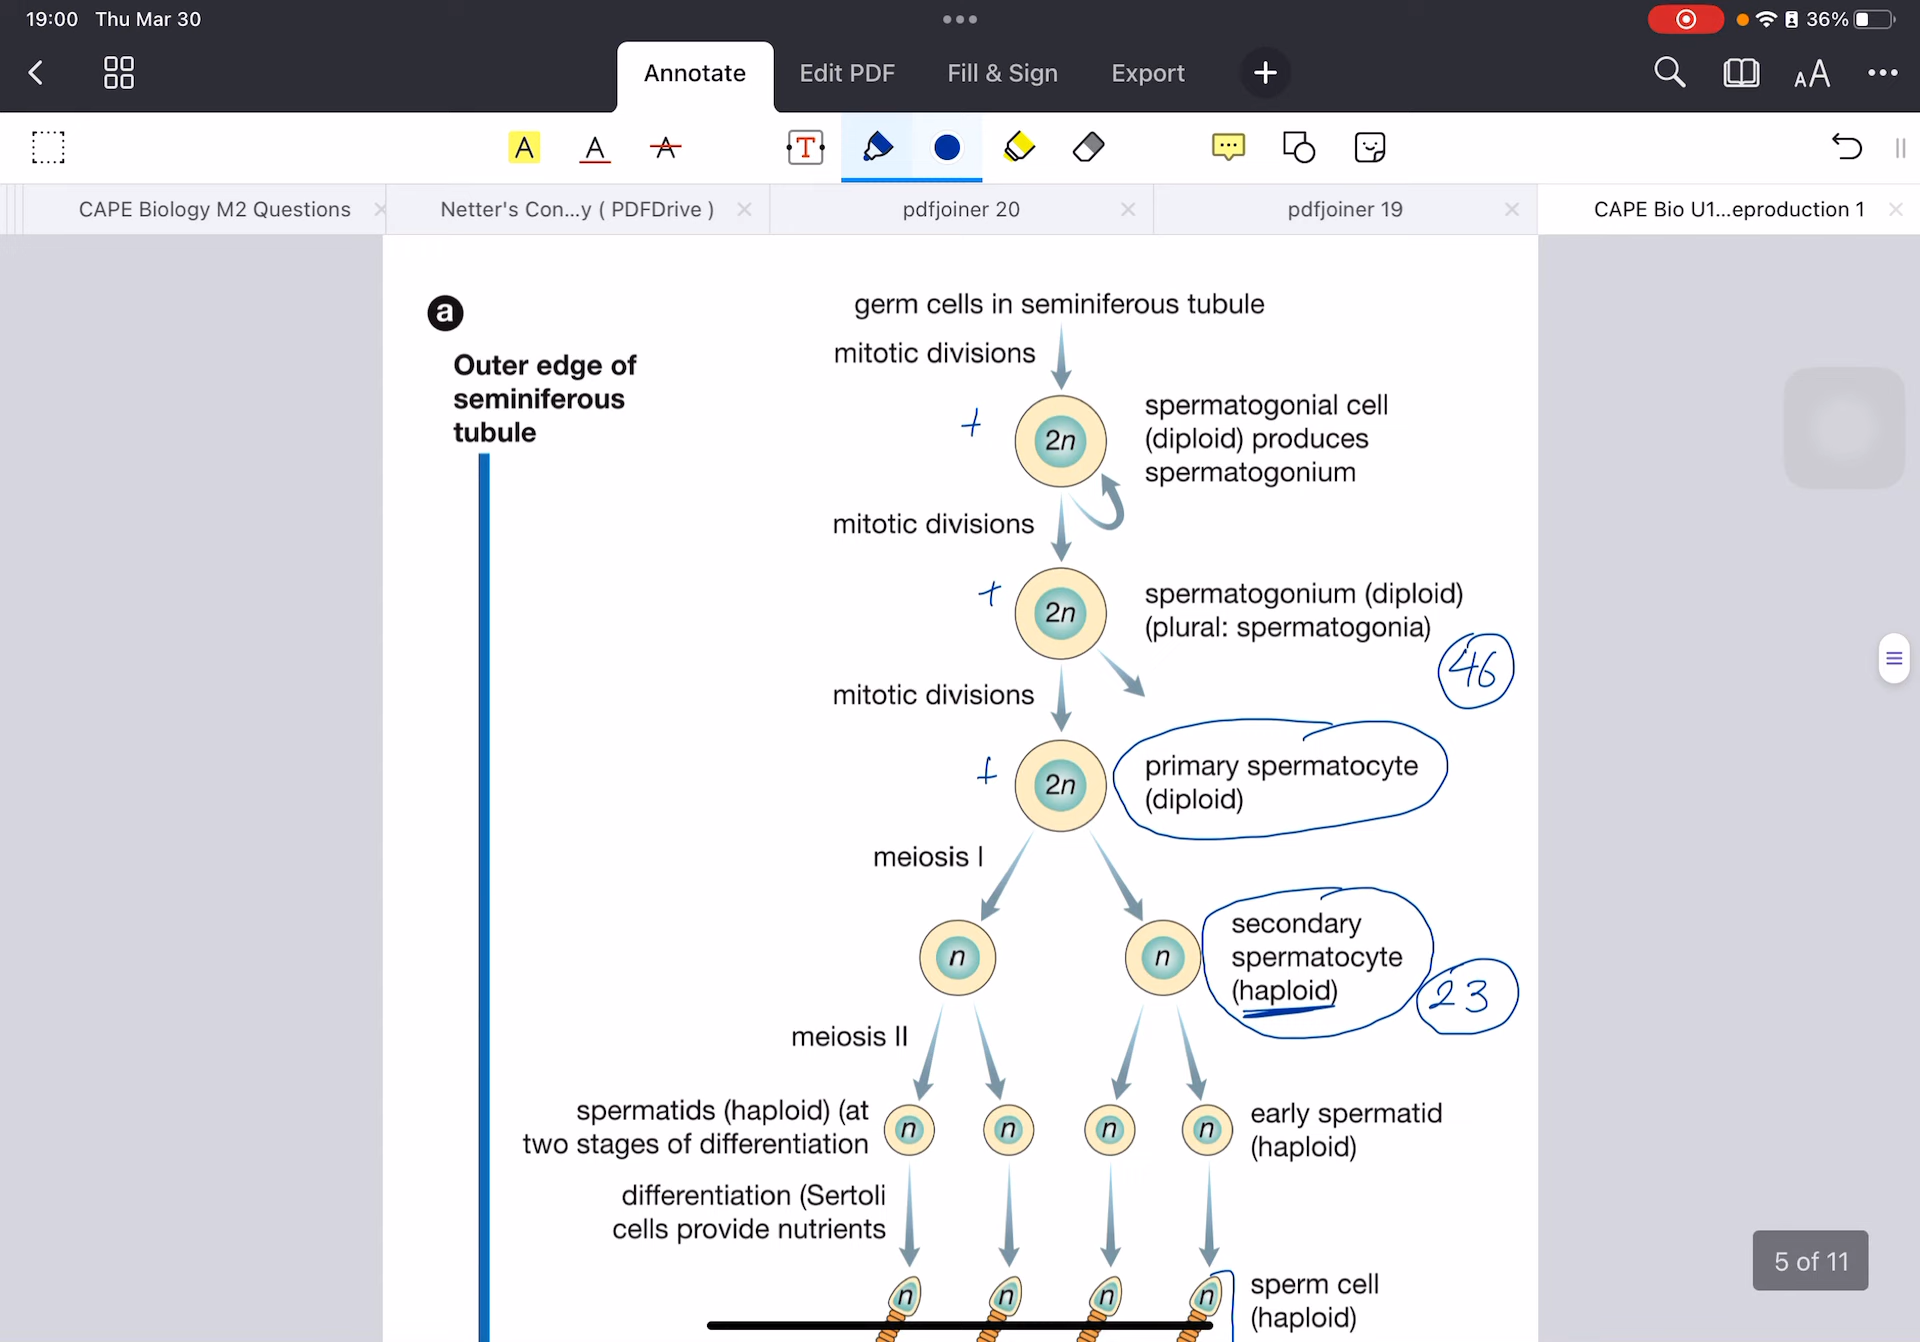 19:00 Thu Mar 30
36%
Annotate Edit PDF Fill & Sign Export
A A A T AA
CAPE Biology M2 Questions
Netter's Con...y ( PDFDrive )
pdfjoiner 20
pdfjoiner 19
CAPE Bio U1...eproduction 1
a
Outer edge of
seminiferous
tubule
germ cells in seminiferous tubule
mitotic divisions
+
2n
spermatogonial cell
(diploid) produces
spermatogonium
mitotic divisions
+
2n
spermatogonium (diploid)
(plural: spermatogonia)
46
mitotic divisions
+
2n
primary spermatocyte
(diploid)
meiosis I
n
n
secondary
spermatocyte
(haploid)
23
meiosis II
spermatids (haploid) (at
two stages of differentiation
n n n n
early spermatid
(haploid)
differentiation (Sertoli
cells provide nutrients
n n n n
sperm cell
(haploid)
5 of 11